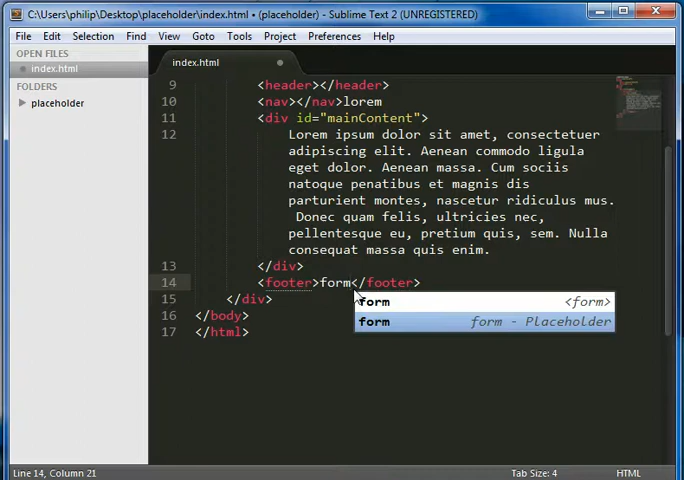 C:\Users\philip\Desktop\placeholder\index.html • (placeholder) - Sublime Text 2 (UNREGISTERED)
File Edit Selection Find View Goto Tools Project Preferences Help
OPEN FILES
index.html
FOLDERS
placeholder
index.html
9 <header></header>
10 <nav></nav>lorem
11 <div id="mainContent">
12 Lorem ipsum dolor sit amet, consectetuer
adipiscing elit. Aenean commodo ligula
eget dolor. Aenean massa. Cum sociis
natoque penatibus et magnis dis
parturient montes, nascetur ridiculus mus.
Donec quam felis, ultricies nec,
pellentesque eu, pretium quis, sem. Nulla
consequat massa quis enim.
13 </div>
14 <footer>form</footer>
form <form>
15 </div>
form form - Placeholder
16 </body>
17 </html>
Line 14, Column 21
Tab Size: 4
HTML